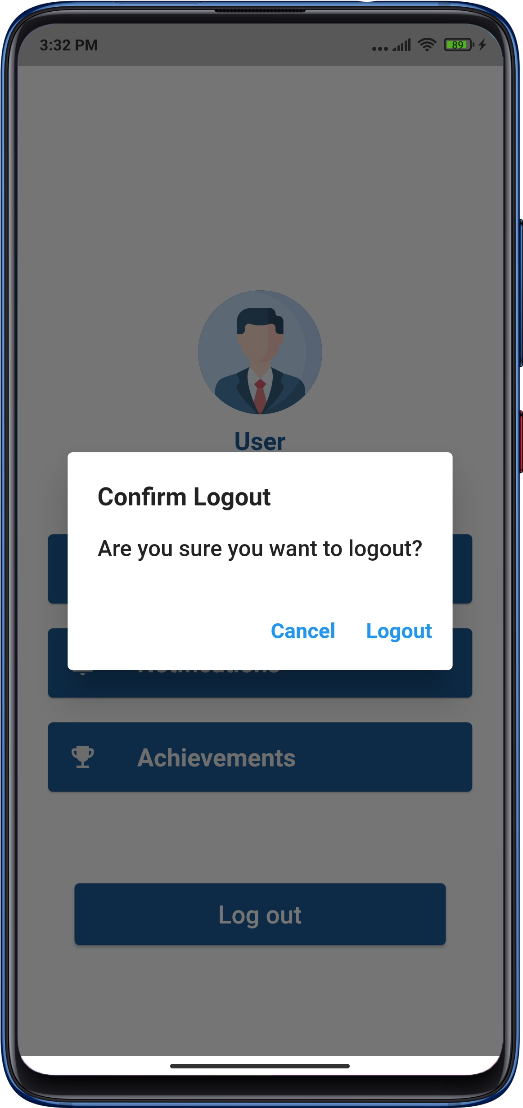 3:32 PM
89
User
Confirm Logout
Are you sure you want to logout?
Cancel Logout
Notifications
Achievements
Log out